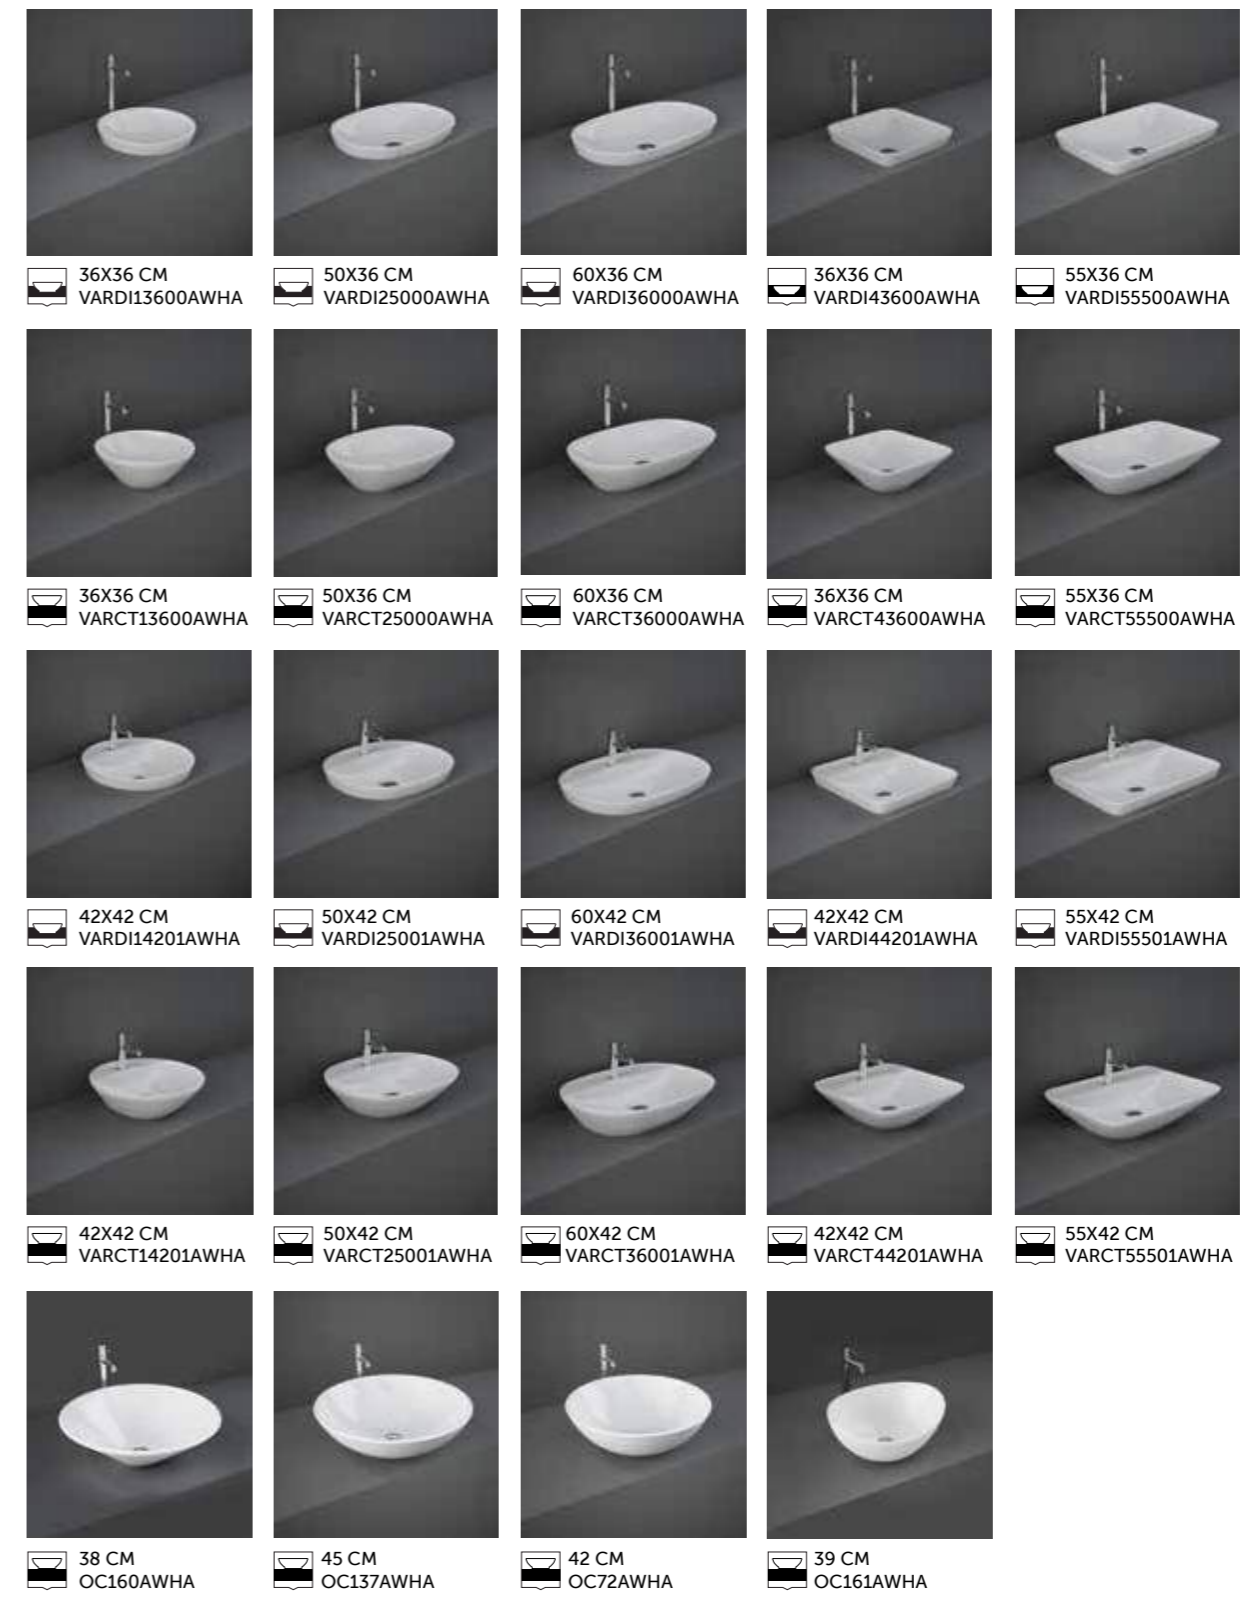 36X36 CM
VARDI13600AWHA
50X36 CM
VARDI25000AWHA
60X36 CM
VARDI36000AWHA
36X36 CM
VARDI43600AWHA
55X36 CM
VARDI55500AWHA
36X36 CM
VARCT13600AWHA
50X36 CM
VARCT25000AWHA
60X36 CM
VARCT36000AWHA
36X36 CM
VARCT43600AWHA
55X36 CM
VARCT55500AWHA
42X42 CM
VARDI14201AWHA
50X42 CM
VARDI25001AWHA
60X42 CM
VARDI36001AWHA
42X42 CM
VARDI44201AWHA
55X42 CM
VARDI55501AWHA
42X42 CM
VARCT14201AWHA
50X42 CM
VARCT25001AWHA
60X42 CM
VARCT36001AWHA
42X42 CM
VARCT44201AWHA
55X42 CM
VARCT55501AWHA
38 CM
OC160AWHA
45 CM
OC137AWHA
42 CM
OC72AWHA
39 CM
OC161AWHA